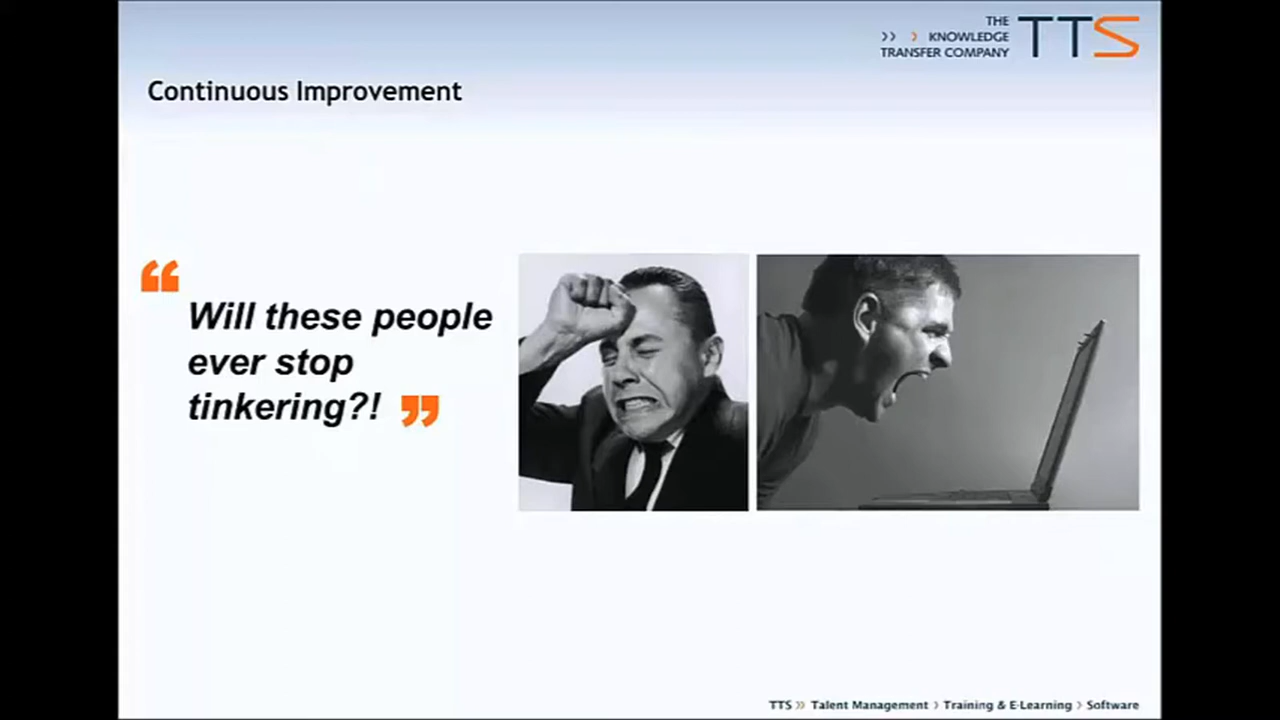 THE
›› › KNOWLEDGE
TRANSFER COMPANY
TTS
Continuous Improvement
“
Will these people
ever stop
tinkering?! ”
TTS ›› Talent Management › Training & E-Learning › Software